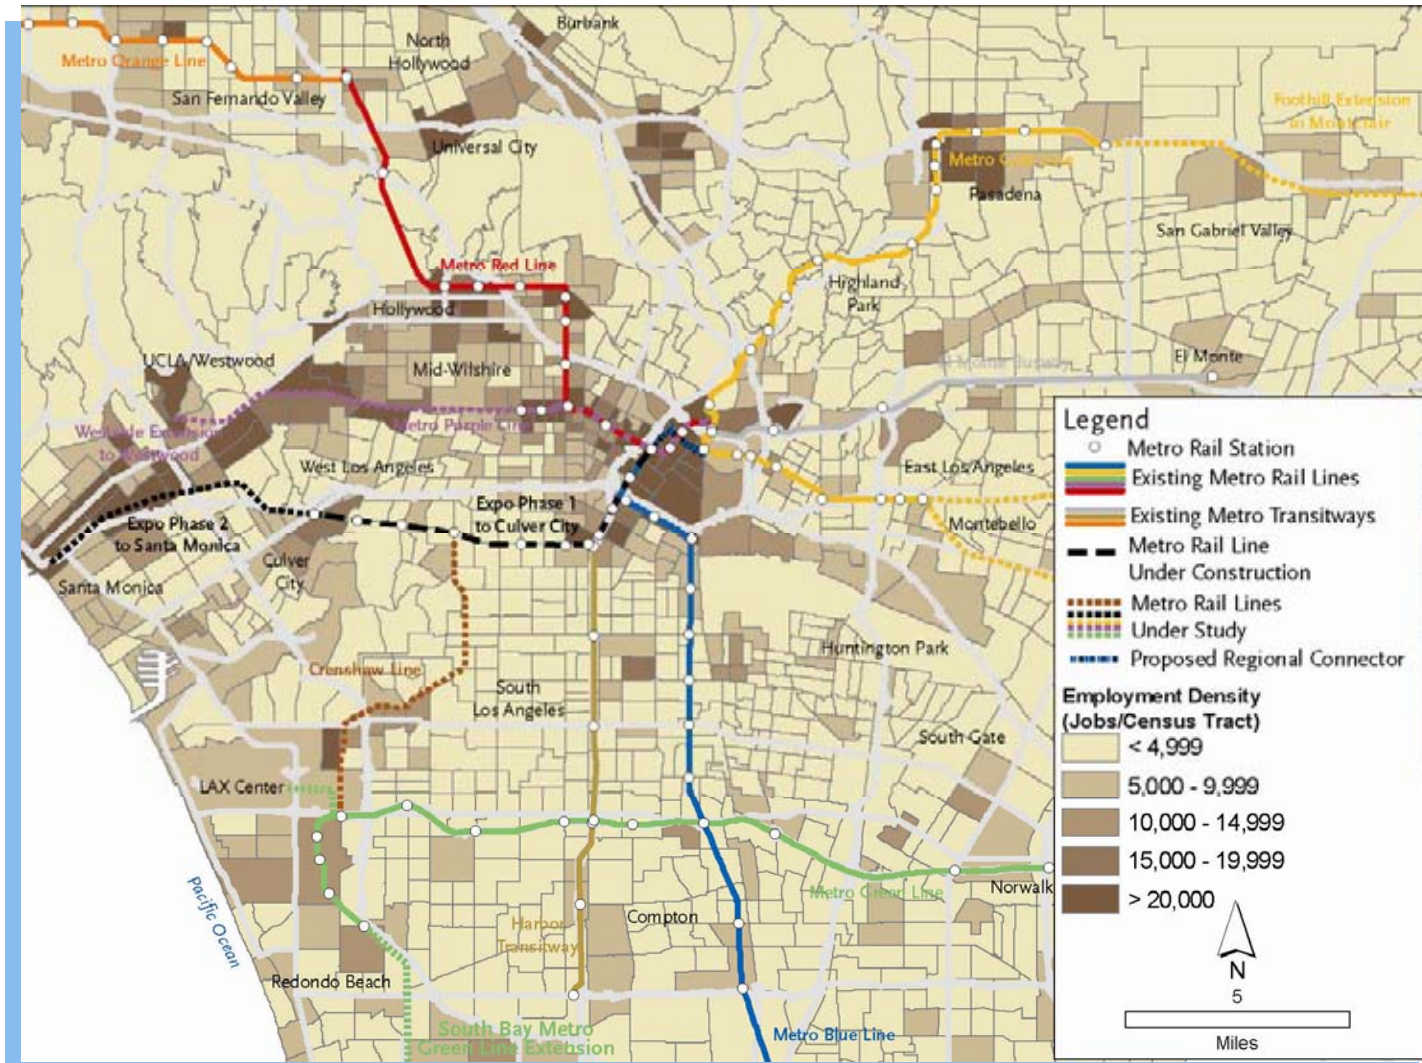 Burbank
North
Hollywood
Metro Orange Line
San Fernando Valley
Universal City
Foothill Extension
to Montclair
Metro Gold Line
Pasadena
San Gabriel Valley
Metro Red Line
Highland
Park
Hollywood
UCLA/Westwood
Mid-Wilshire
El Monte Busway
El Monte
Westside Extension
to Westwood
Metro Purple Line
West Los Angeles
East Los Angeles
Expo Phase 1
to Culver City
Expo Phase 2
to Santa Monica
Montebello
Culver
City
Santa Monica
Crenshaw Line
Huntington Park
South
Los Angeles
South Gate
LAX Center
Pacific Ocean
Metro Green Line
Norwalk
Harbor
Transitway
Compton
Redondo Beach
South Bay Metro
Green Line Extension
Metro Blue Line
Legend
Metro Rail Station
Existing Metro Rail Lines
Existing Metro Transitways
Metro Rail Line
Under Construction
Metro Rail Lines
Under Study
Proposed Regional Connector
Employment Density
(Jobs/Census Tract)
< 4,999
5,000 - 9,999
10,000 - 14,999
15,000 - 19,999
> 20,000
N
5
Miles